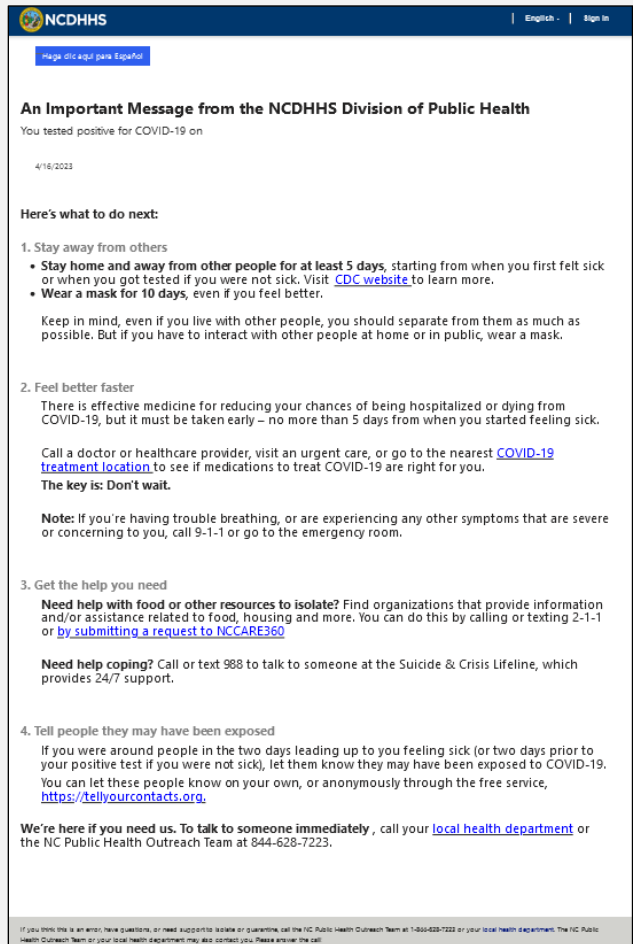 NCDHHS
English -
Sign In
Haga clic aquí para Español
An Important Message from the NCDHHS Division of Public Health
You tested positive for COVID-19 on
4/16/2023
Here's what to do next:
1. Stay away from others
• Stay home and away from other people for at least 5 days, starting from when you first felt sick
or when you got tested if you were not sick. Visit CDC website to learn more.
• Wear a mask for 10 days, even if you feel better.
Keep in mind, even if you live with other people, you should separate from them as much as
possible. But if you have to interact with other people at home or in public, wear a mask.
2. Feel better faster
There is effective medicine for reducing your chances of being hospitalized or dying from
COVID-19, but it must be taken early – no more than 5 days from when you started feeling sick.
Call a doctor or healthcare provider, visit an urgent care, or go to the nearest COVID-19
treatment location to see if medications to treat COVID-19 are right for you.
The key is: Don't wait.
Note: If you're having trouble breathing, or are experiencing any other symptoms that are severe
or concerning to you, call 9-1-1 or go to the emergency room.
3. Get the help you need
Need help with food or other resources to isolate? Find organizations that provide information
and/or assistance related to food, housing and more. You can do this by calling or texting 2-1-1
or by submitting a request to NCCARE360
Need help coping? Call or text 988 to talk to someone at the Suicide & Crisis Lifeline, which
provides 24/7 support.
4. Tell people they may have been exposed
If you were around people in the two days leading up to you feeling sick (or two days prior to
your positive test if you were not sick), let them know they may have been exposed to COVID-19.
You can let these people know on your own, or anonymously through the free service,
https://tellyourcontacts.org.
We're here if you need us. To talk to someone immediately , call your local health department or
the NC Public Health Outreach Team at 844-628-7223.
If you think this is an error, have questions, or need support to isolate or quarantine, call the NC Public Health Outreach Team at 1-844-628-7223 or your local health department. The NC Public
Health Outreach Team or your local health department may also contact you. Please answer the call